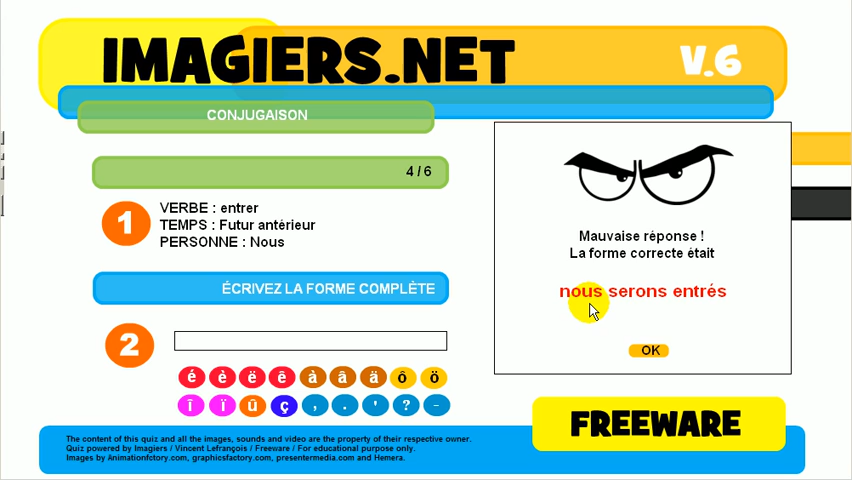 IMAGIERS.NET
V.6
CONJUGAISON
4 / 6
1
VERBE : entrer
TEMPS : Futur antérieur
PERSONNE : Nous
ÉCRIVEZ LA FORME COMPLÈTE
2
é è ë ê à â ä ô ö
î ï û ç , . ' ? -
Mauvaise réponse !
La forme correcte était
nous serons entrés
OK
FREEWARE
The content of this quiz and all the images, sounds and video are the property of their respective owner.
Quiz powered by Imagiers / Vincent Lefrançois / Freeware / For educational purpose only.
Images by Animationfctory.com, graphicsfactory.com, presentermedia.com and Hemera.